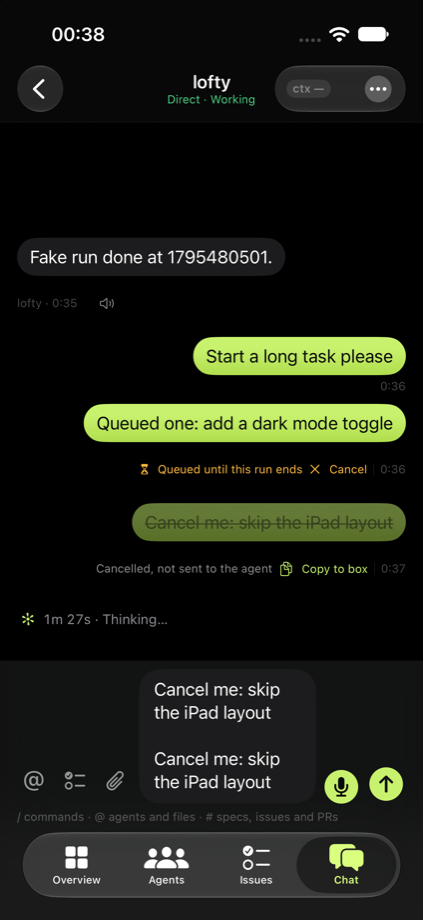 00:38
lofty
Direct · Working
ctx —
Fake run done at 1795480501.
lofty · 0:35
Start a long task please
0:36
Queued one: add a dark mode toggle
Queued until this run ends
Cancel
0:36
Cancel me: skip the iPad layout
Cancelled, not sent to the agent
Copy to box
0:37
1m 27s · Thinking...
Cancel me: skip
the iPad layout
Cancel me: skip
the iPad layout
@
/ commands · @ agents and files · # specs, issues and PRs
Overview
Agents
Issues
Chat